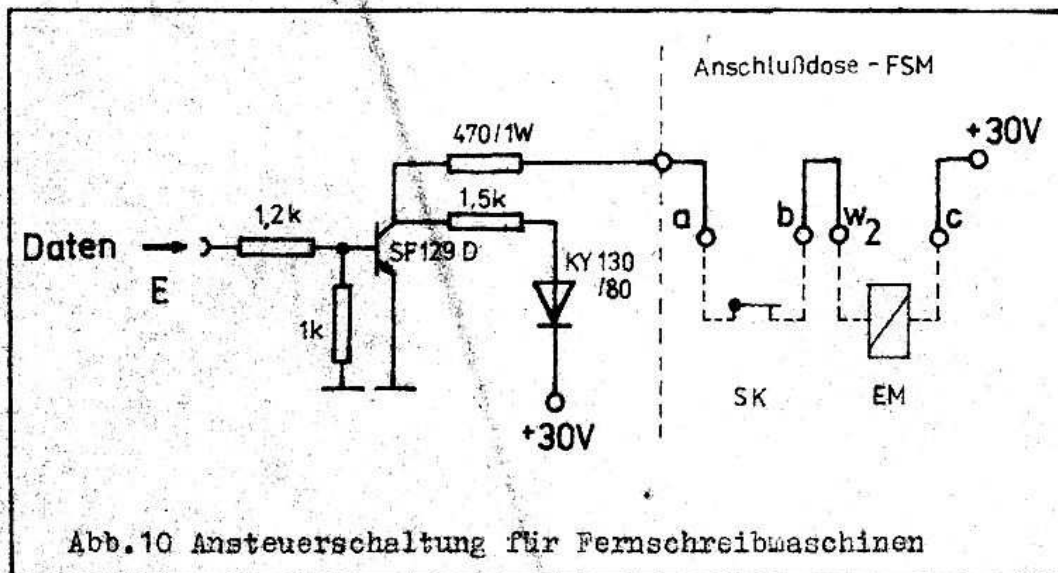 Anschlußdose - FSM
470/1W
+30V
1,2k
1,5k
a
b
W2
c
Daten
E
SF129 D
KY 130
/80
1k
SK
EM
+30V
Abb.10 Ansteuerschaltung für Fernschreibmaschinen